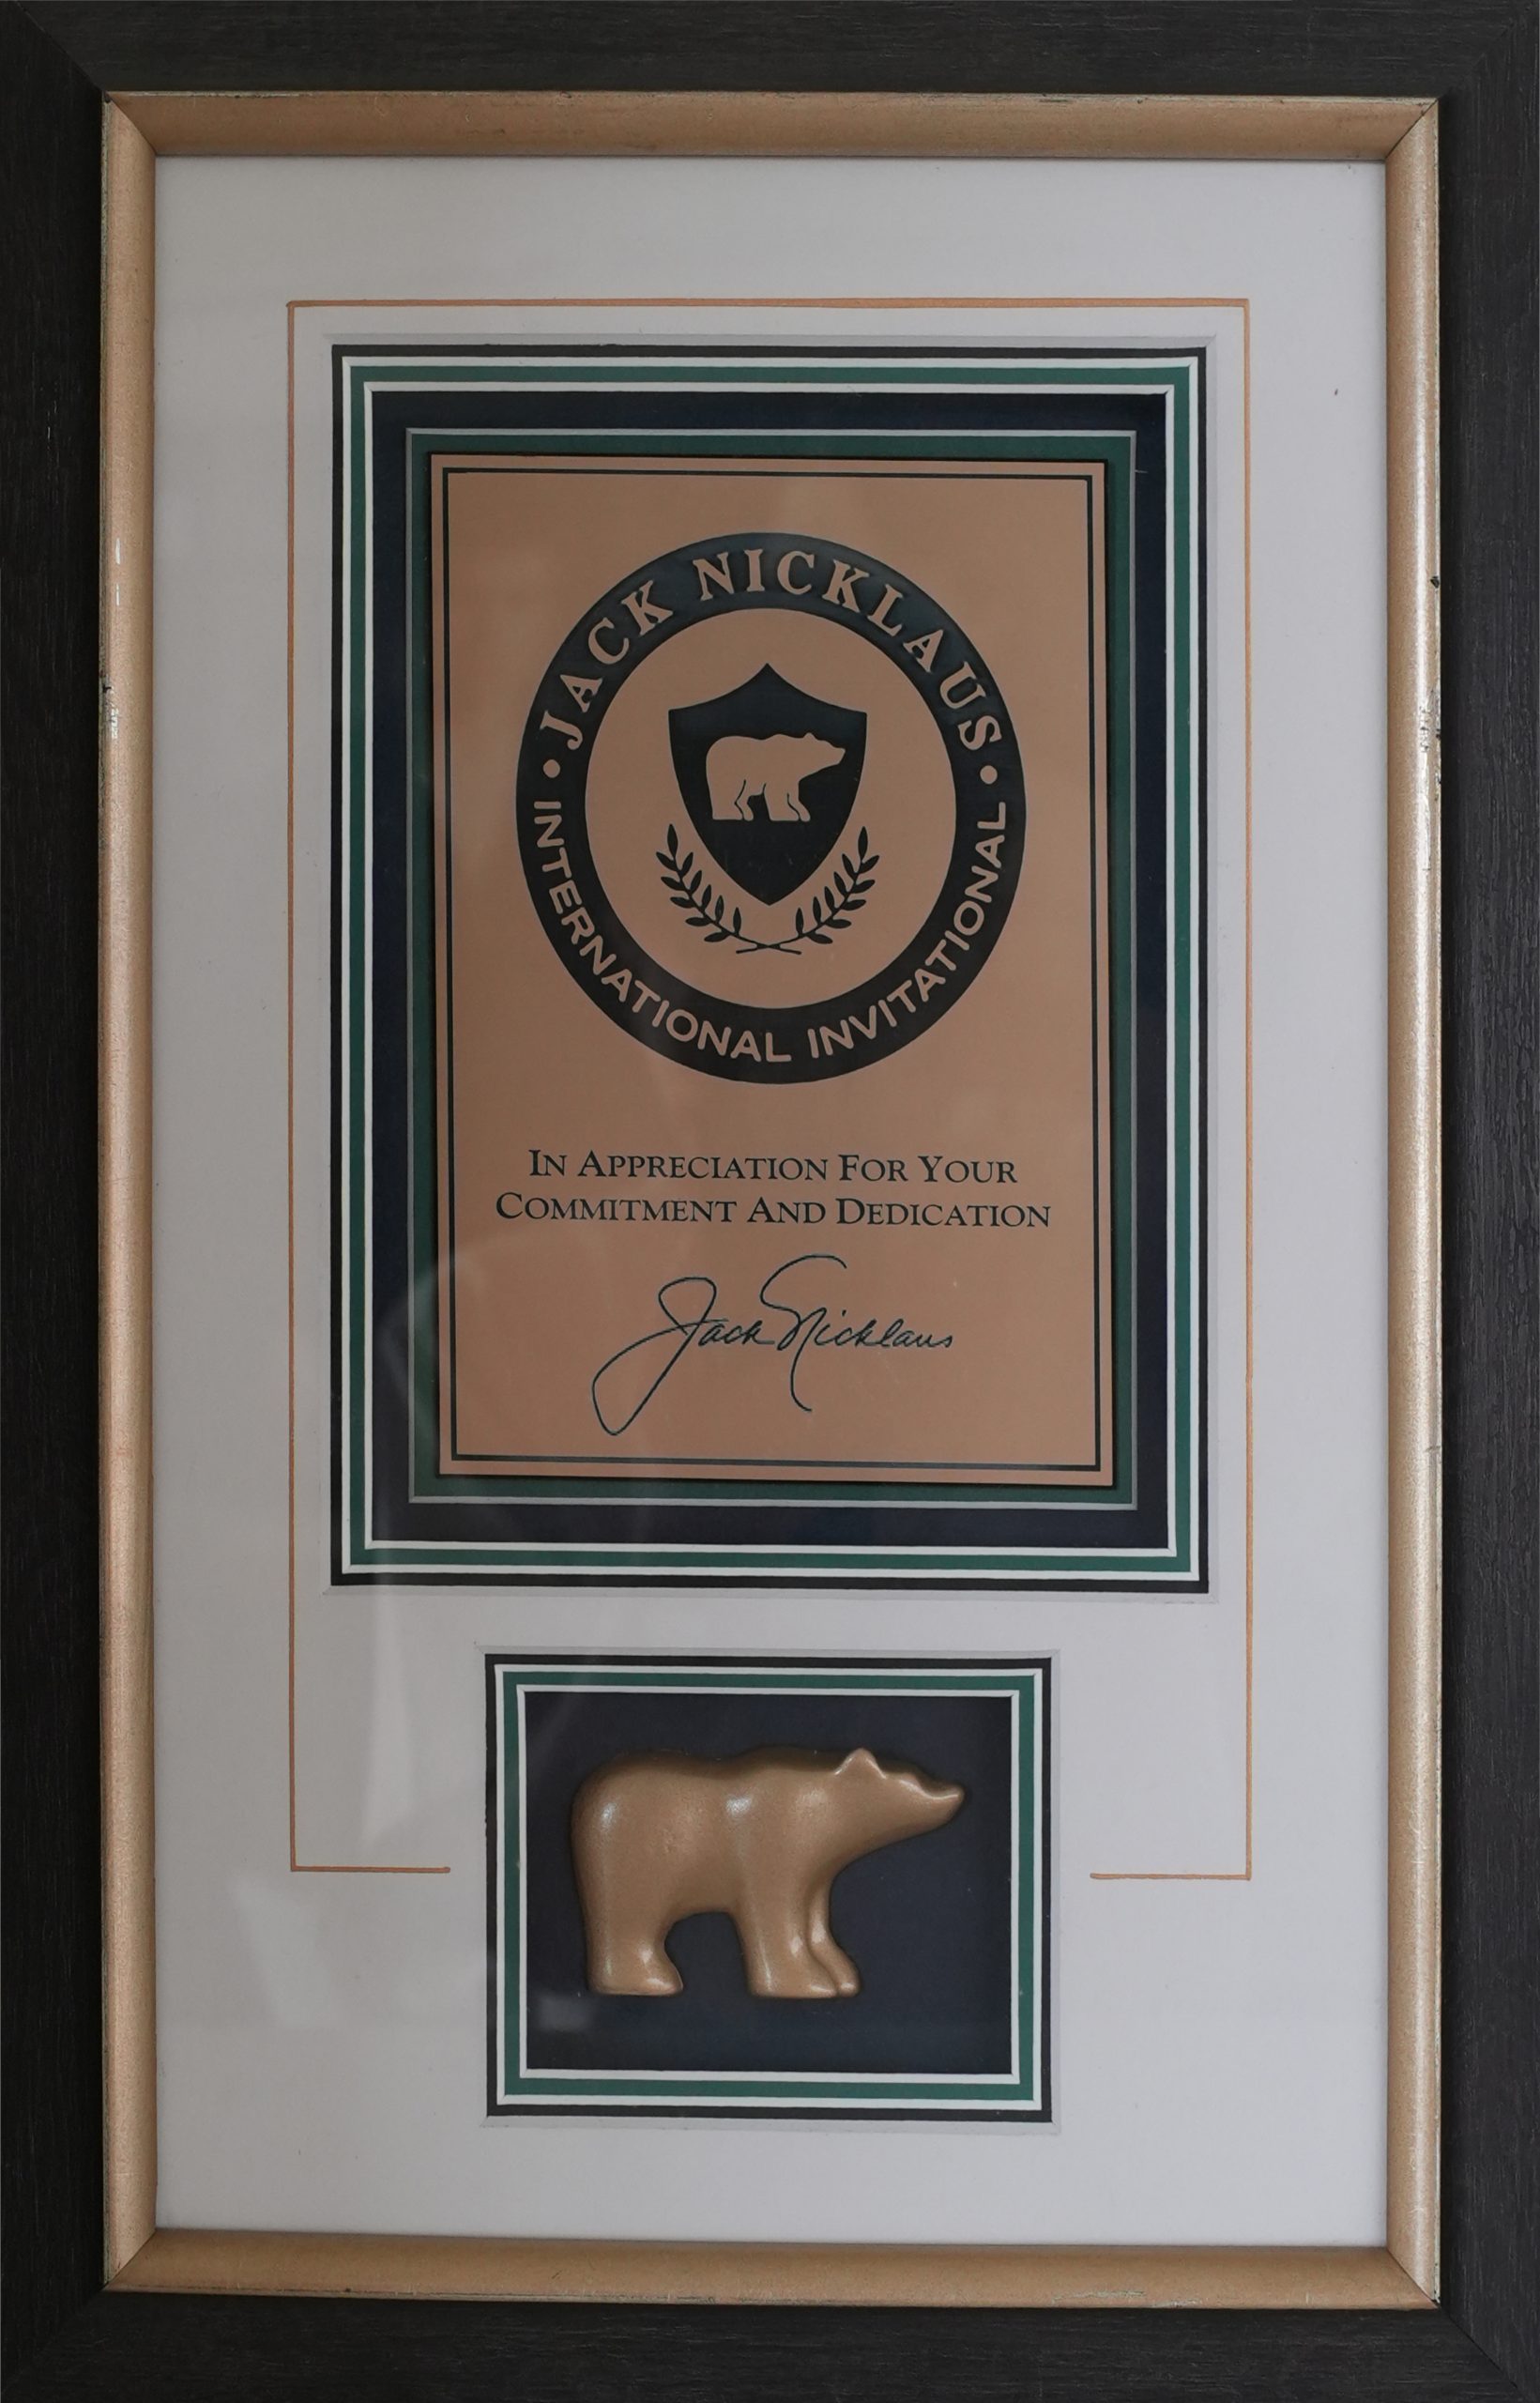 JACK NICKLAUS
INTERNATIONAL INVITATIONAL
IN APPRECIATION FOR YOUR
COMMITMENT AND DEDICATION
Jack Nicklaus